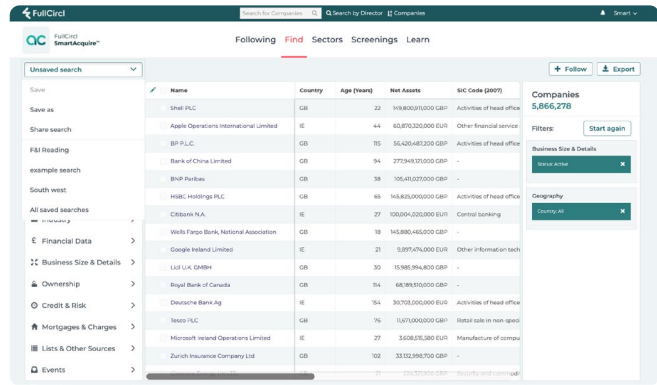 FullCircl
Search for Companies
Search by Director
Companies
Smart
FullCircl
SmartAcquire™
Following Find Sectors Screenings Learn
Unsaved search
+ Follow
Export
Save
Save as
Share search
F&I Reading
example search
South west
All saved searches
Industry
£ Financial Data
Business Size & Details
Ownership
Credit & Risk
Mortgages & Charges
Lists & Other Sources
Events
Name Country Age (Years) Net Assets SIC Code (2007)
Shell PLC GB 22 149,800,911,000 GBP Activities of head office
Apple Operations International Limited IE 44 60,870,320,000 EUR Other financial service
BP P.L.C. GB 115 55,420,487,200 GBP Activities of head office
Bank of China Limited GB 94 277,949,121,000 GBP -
BNP Paribas GB 38 105,411,027,000 GBP -
HSBC Holdings PLC GB 65 145,825,000,000 GBP Activities of head office
Citibank N.A. IE 27 100,004,020,000 EUR Central banking
Wells Fargo Bank, National Association GB 18 145,880,465,000 GBP -
Google Ireland Limited IE 21 9,897,474,000 EUR Other information tech
Lidl U.K. GMBH GB 30 15,985,994,800 GBP -
Royal Bank of Canada GB 114 68,189,510,000 GBP -
Deutsche Bank Ag IE 154 30,703,000,000 EUR Activities of head office
Tesco PLC GB 76 11,671,000,000 GBP Retail sale in non-speci
Microsoft Ireland Operations Limited IE 27 3,608,515,580 EUR Manufacture of compu
Zurich Insurance Company Ltd GB 102 33,132,998,700 GBP -
Companies
5,866,278
Filters:
Start again
Business Size & Details
Status: Active
Geography
Country: All